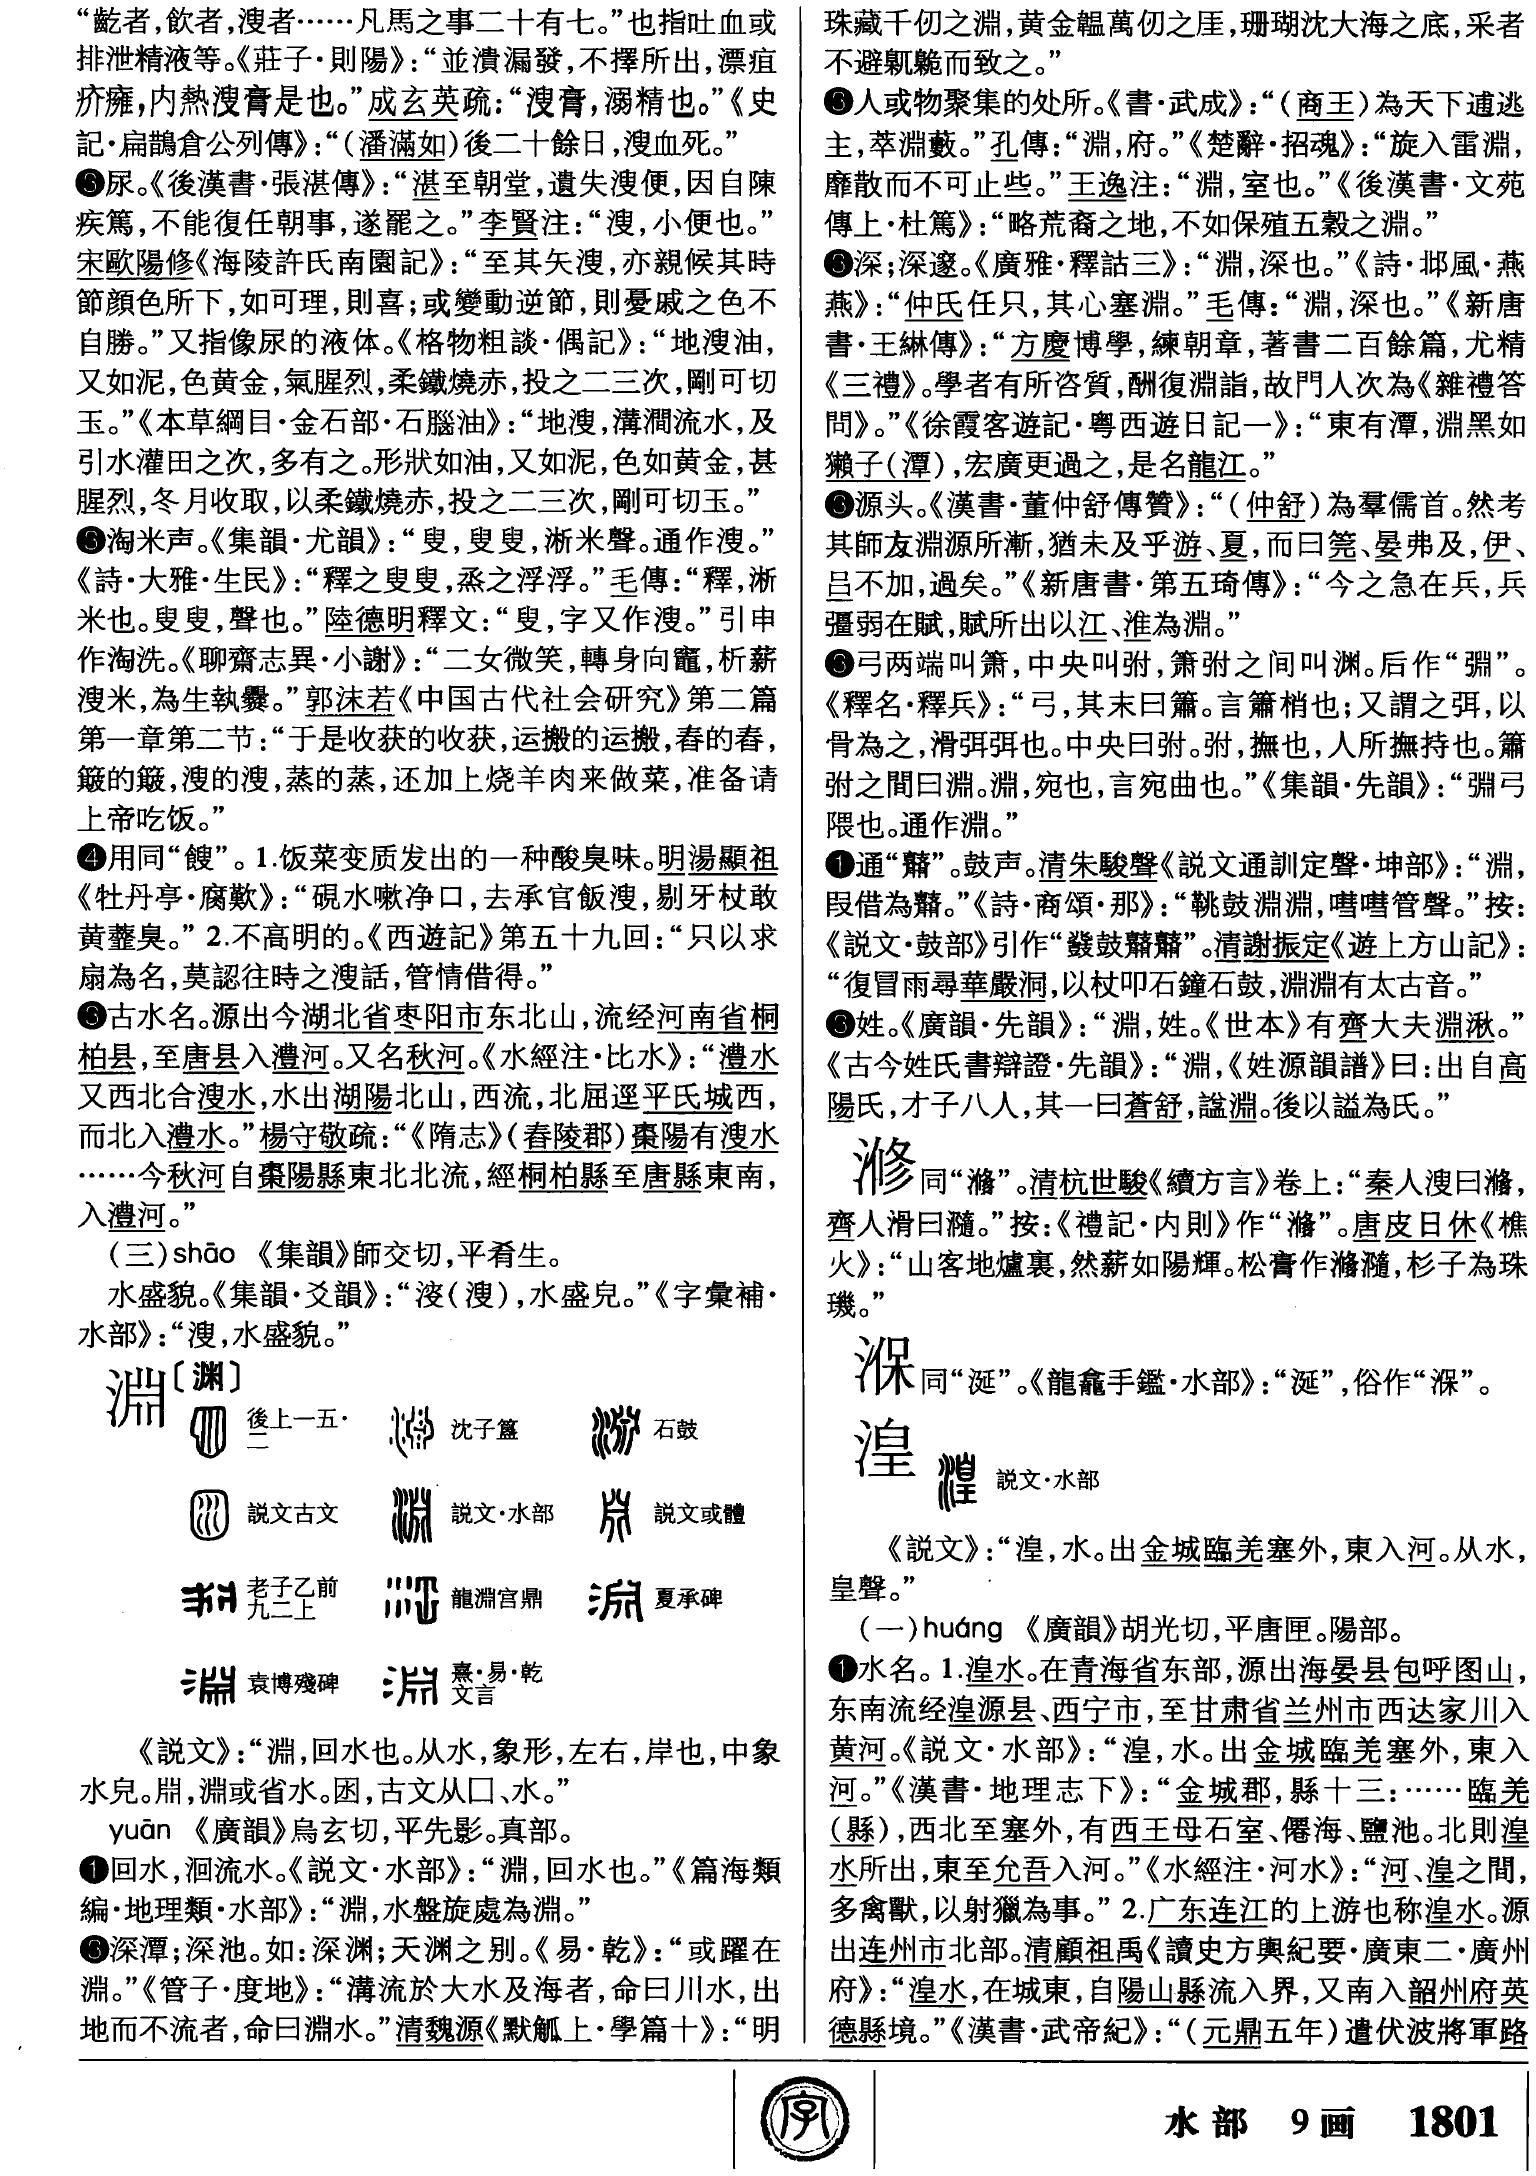 “齕者，飲者，溲者……凡馬之事二十有七。”也指吐血或
排泄精液等。《莊子·則陽》：“並潰漏發，不擇所出，漂疽
疥癰，内熱溲膏是也。”成玄英疏：“溲膏，溺精也。”《史
記·扁鵲倉公列傳》：“（潘滿如）後二十餘日，溲血死。”
❸尿。《後漢書·張湛傳》：“湛至朝堂，遺失溲便，因自陳
疾篤，不能復任朝事，遂罷之。”李賢注：“溲，小便也。”
宋歐陽修《海陵許氏南園記》：“至其矢溲，亦親候其時
節顔色所下，如可理，則喜；或變動逆節，則憂戚之色不
自勝。”又指像尿的液体。《格物粗談·偶記》：“地溲油，
又如泥，色黄金，氣腥烈，柔鐵燒赤，投之二三次，剛可切
玉。”《本草綱目·金石部·石腦油》：“地溲，溝澗流水，及
引水灌田之次，多有之。形狀如油，又如泥，色如黄金，甚
腥烈，冬月收取，以柔鐵燒赤，投之二三次，剛可切玉。”
❸淘米声。《集韻·尤韻》：“叟，叟叟，淅米聲。通作溲。”
《詩·大雅·生民》：“釋之叟叟，烝之浮浮。”毛傳：“釋，淅
米也。叟叟，聲也。”陸德明釋文：“叟，字又作溲。”引申
作淘洗。《聊齋志異·小謝》：“二女微笑，轉身向竈，析薪
溲米，為生執爨。”郭沫若《中国古代社会研究》第二篇
第一章第二节：“于是收获的收获，运搬的运搬，舂的舂，
簸的簸，溲的溲，蒸的蒸，还加上烧羊肉来做菜，准备请
上帝吃饭。”
❹用同“餿”。1.饭菜变质发出的一种酸臭味。明湯顯祖
《牡丹亭·腐歎》：“硯水嗽净口，去承官飯溲，剔牙杖敢
黄虀臭。”2.不高明的。《西遊記》第五十九回：“只以求
扇為名，莫認往時之溲話，管情借得。”
❸古水名。源出今湖北省枣阳市东北山，流经河南省桐
柏县，至唐县入澧河。又名秋河。《水經注·比水》：“澧水
又西北合溲水，水出湖陽北山，西流，北屈逕平氏城西，
而北入澧水。”楊守敬疏：“《隋志》（舂陵郡）棗陽有溲水
……今秋河自棗陽縣東北北流，經桐柏縣至唐縣東南，
入澧河。”
（三）shāo 《集韻》師交切，平肴生。
水盛貌。《集韻·爻韻》：“㴑（溲），水盛皃。”《字彙補·
水部》：“溲，水盛貌。”
淵〔渊〕
後上一五·二 沈子簋 石鼓
説文古文 説文·水部 説文或體
老子乙前九二上 龍淵宫鼎 夏承碑
袁博殘碑 熹·易·乾文言
《説文》：“淵，回水也。从水，象形，左右，岸也，中象
水皃。𣶒，淵或省水。囦，古文从囗、水。”
yuān 《廣韻》烏玄切，平先影。真部。
❶回水，洄流水。《説文·水部》：“淵，回水也。”《篇海類
編·地理類·水部》：“淵，水盤旋處為淵。”
❸深潭；深池。如：深渊；天渊之别。《易·乾》：“或躍在
淵。”《管子·度地》：“溝流於大水及海者，命曰川水，出
地而不流者，命曰淵水。”清魏源《默觚上·學篇十》：“明
珠藏千仞之淵，黄金韞萬仞之厓，珊瑚沈大海之底，采者
不避䠷𡰈而致之。”
❸人或物聚集的处所。《書·武成》：“（商王）為天下逋逃
主，萃淵藪。”孔傳：“淵，府。”《楚辭·招魂》：“旋入雷淵，
靡散而不可止些。”王逸注：“淵，室也。”《後漢書·文苑
傳上·杜篤》：“略荒裔之地，不如保殖五穀之淵。”
❸深；深邃。《廣雅·釋詁三》：“淵，深也。”《詩·邶風·燕
燕》：“仲氏任只，其心塞淵。”毛傳：“淵，深也。”《新唐
書·王綝傳》：“方慶博學，練朝章，著書二百餘篇，尤精
《三禮》。學者有所咨質，酬復淵詣，故門人次為《雜禮答
問》。”《徐霞客遊記·粤西遊日記一》：“東有潭，淵黑如
獺子（潭），宏廣更過之，是名龍江。”
❸源头。《漢書·董仲舒傳贊》：“（仲舒）為羣儒首。然考
其師友淵源所漸，猶未及乎游、夏，而曰筦、晏弗及，伊、
吕不加，過矣。”《新唐書·第五琦傳》：“今之急在兵，兵
彊弱在賦，賦所出以江、淮為淵。”
❸弓两端叫箫，中央叫弣，箫弣之间叫渊。后作“𢐄”。
《釋名·釋兵》：“弓，其末曰簫。言簫梢也；又謂之弭，以
骨為之，滑弭弭也。中央曰弣。弣，撫也，人所撫持也。簫
弣之間曰淵。淵，宛也，言宛曲也。”《集韻·先韻》：“𢐄弓
隈也。通作淵。”
❶通“鼘”。鼓声。清朱駿聲《説文通訓定聲·坤部》：“淵，
叚借為鼘。”《詩·商頌·那》：“鞉鼓淵淵，嘒嘒管聲。”按：
《説文·鼓部》引作“鼗鼓鼘鼘”。清謝振定《遊上方山記》：
“復冒雨尋華嚴洞，以杖叩石鐘石鼓，淵淵有太古音。”
❸姓。《廣韻·先韻》：“淵，姓。《世本》有齊大夫淵湫。”
《古今姓氏書辯證·先韻》：“淵，《姓源韻譜》曰：出自高
陽氏，才子八人，其一曰蒼舒，諡淵。後以謚為氏。”
滫同“滫”。清杭世駿《續方言》卷上：“秦人溲曰滫，
齊人滑曰瀡。”按：《禮記·内則》作“滫”。唐皮日休《樵
火》：“山客地爐裏，然薪如陽輝。松膏作滫瀡，杉子為珠
璣。”
湺同“涎”。《龍龕手鑑·水部》：“涎”，俗作“湺”。
湟
説文·水部
《説文》：“湟，水。出金城臨羌塞外，東入河。从水，
皇聲。”
（一）huáng 《廣韻》胡光切，平唐匣。陽部。
❶水名。1.湟水。在青海省东部，源出海晏县包呼图山，
东南流经湟源县、西宁市，至甘肃省兰州市西达家川入
黄河。《説文·水部》：“湟，水。出金城臨羌塞外，東入
河。”《漢書·地理志下》：“金城郡，縣十三：……臨羌
（縣），西北至塞外，有西王母石室、僊海、鹽池。北則湟
水所出，東至允吾入河。”《水經注·河水》：“河、湟之間，
多禽獸，以射獵為事。”2.广东连江的上游也称湟水。源
出连州市北部。清顧祖禹《讀史方輿紀要·廣東二·廣州
府》：“湟水，在城東，自陽山縣流入界，又南入韶州府英
德縣境。”《漢書·武帝紀》：“（元鼎五年）遣伏波將軍路
字
水部 9画 1801